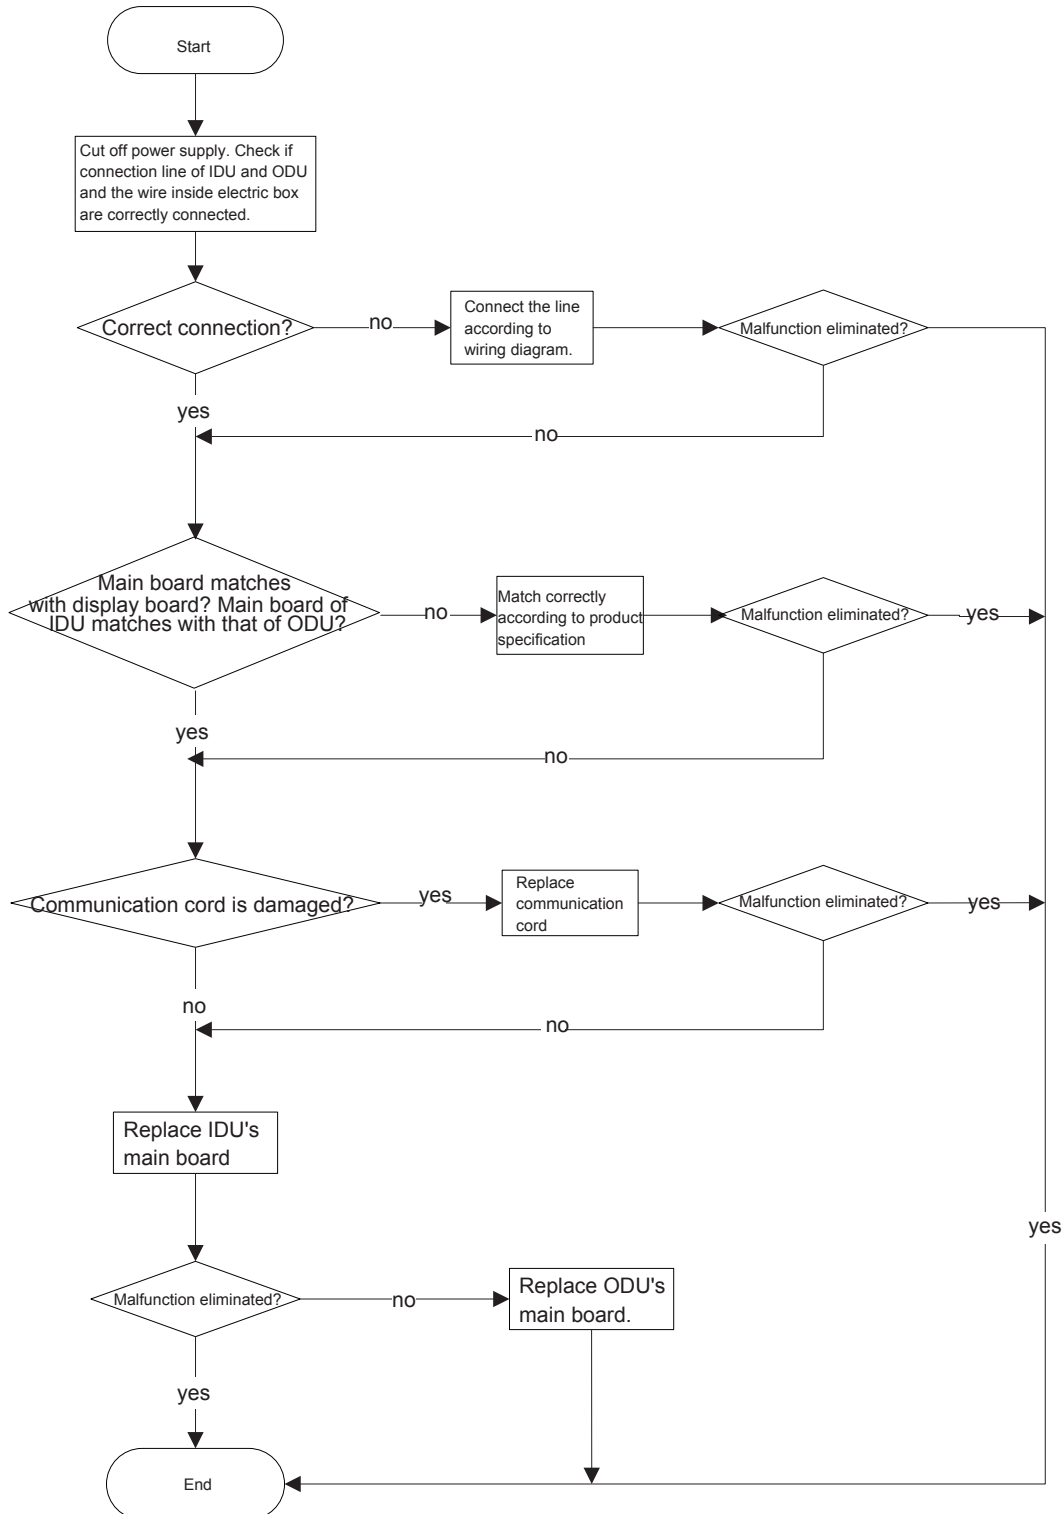 Start
Cut off power supply. Check if
connection line of IDU and ODU
and the wire inside electric box
are correctly connected.
Correct connection?
no
Connect the line
according to
wiring diagram.
Malfunction eliminated?
yes
no
Main board matches
with display board? Main board of
IDU matches with that of ODU?
no
Match correctly
according to product
specification
Malfunction eliminated?
yes
yes
no
Communication cord is damaged?
yes
Replace
communication
cord
Malfunction eliminated?
yes
no
no
Replace IDU's
main board
yes
Malfunction eliminated?
no
Replace ODU's
main board.
yes
End